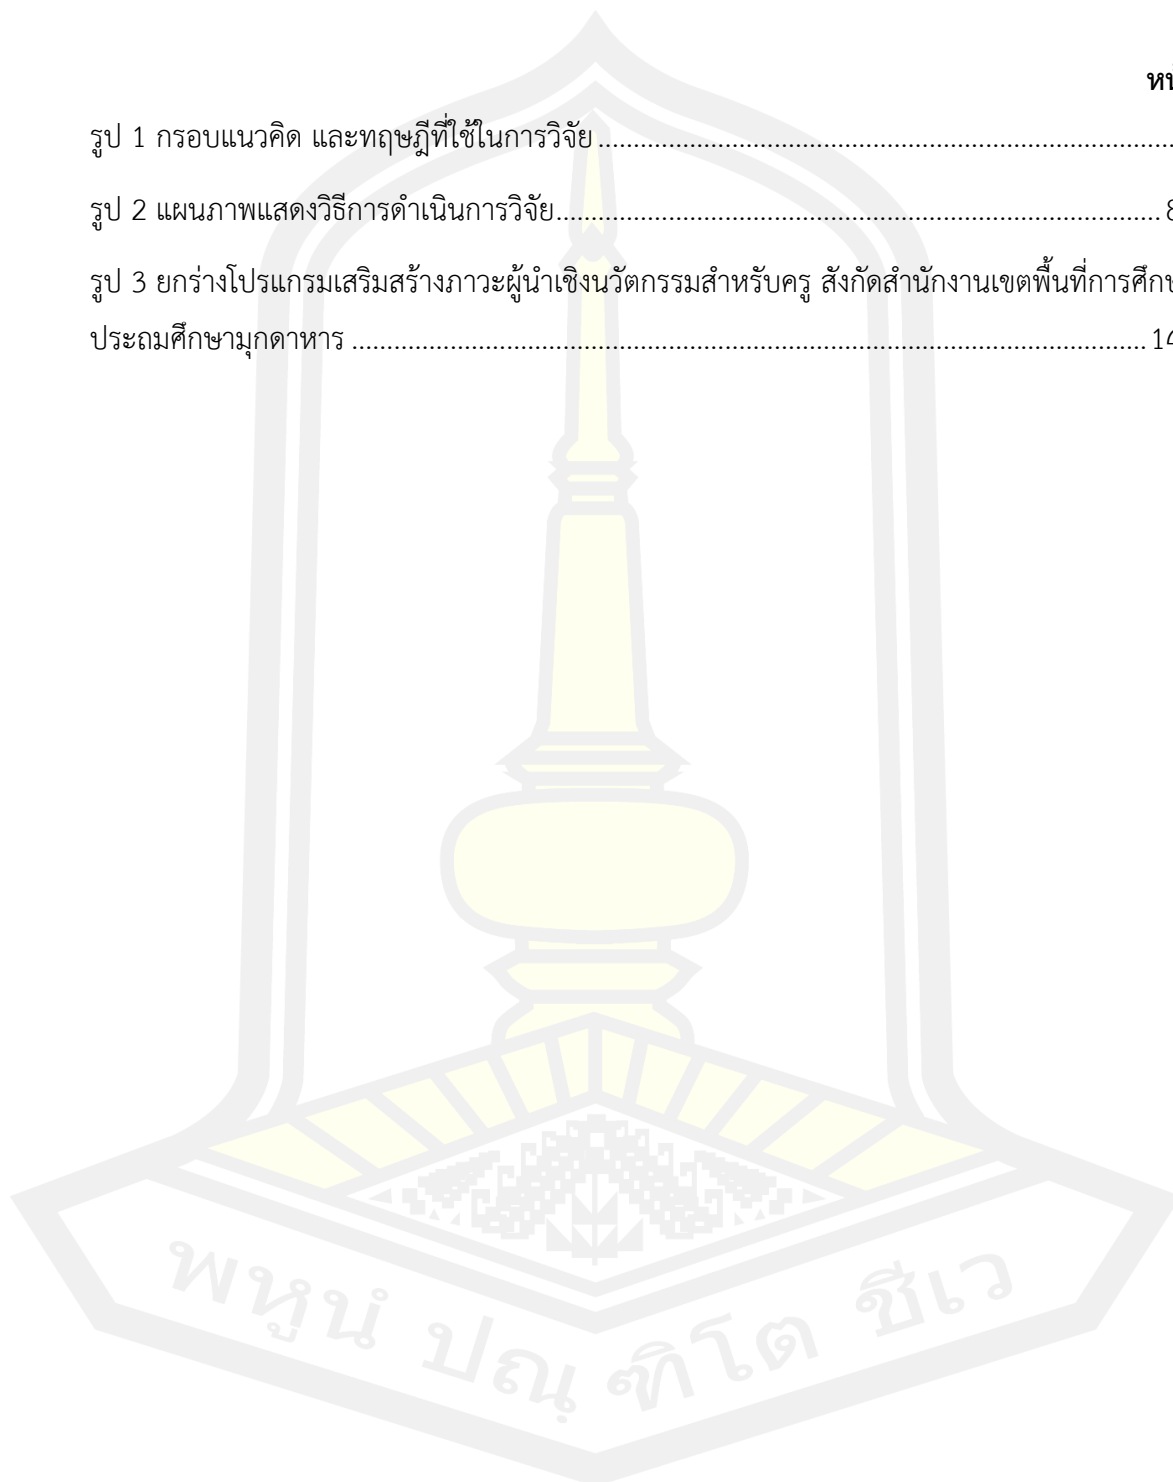 รูป 1 กรอบแนวคิด และทฤษฎีที่ใช้ในการวิจัย................................................................................
รูป 2 แผนภาพแสดงวิธีการดำเนินการวิจัย......................................................................................8
รูป 3 ยกร่างโปรแกรมเสริมสร้างภาวะผู้นำเชิงนวัตกรรมสำหรับครู สังกัดสำนักงานเขตพื้นที่การศึกษ
ประถมศึกษามุกดาหาร ................................................................................................................14
พหูนํ ปณฺฑิโต ชีเว